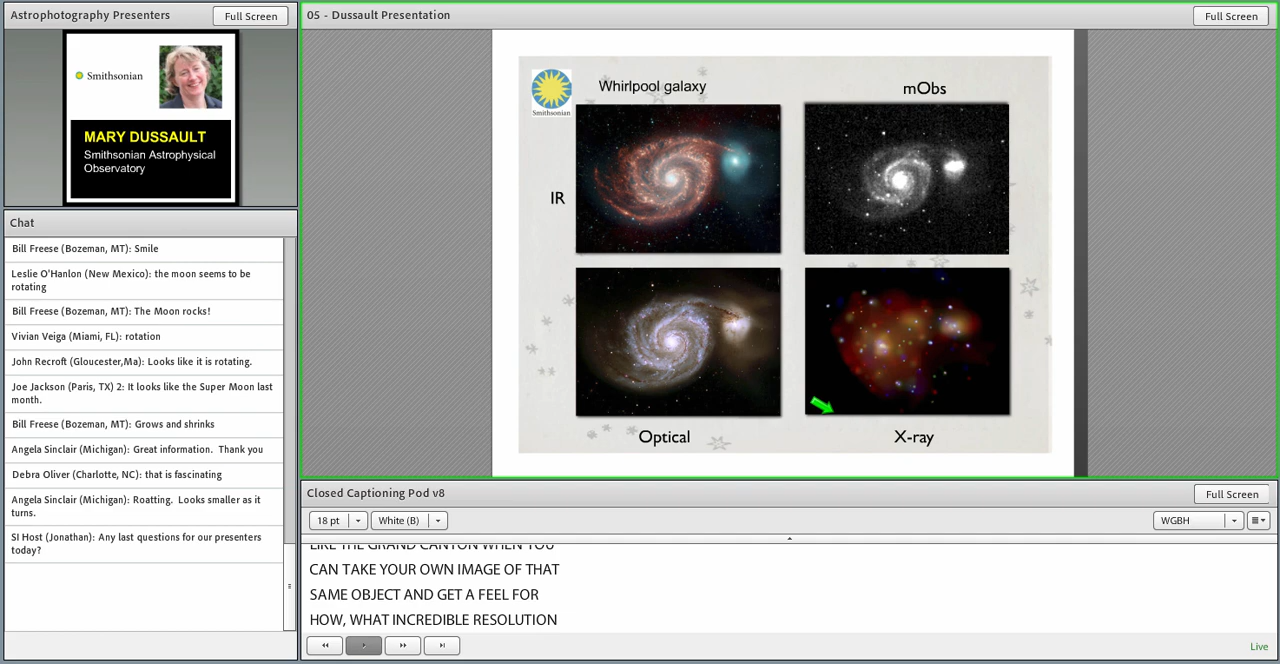 Astrophotography Presenters
Full Screen
Smithsonian
MARY DUSSAULT
Smithsonian Astrophysical
Observatory
Chat
Bill Freese (Bozeman, MT): Smile
Leslie O'Hanlon (New Mexico): the moon seems to be
rotating
Bill Freese (Bozeman, MT): The Moon rocks!
Vivian Veiga (Miami, FL): rotation
John Recroft (Gloucester,Ma): Looks like it is rotating.
Joe Jackson (Paris, TX) 2: It looks like the Super Moon last
month.
Bill Freese (Bozeman, MT): Grows and shrinks
Angela Sinclair (Michigan): Great information. Thank you
Debra Oliver (Charlotte, NC): that is fascinating
Angela Sinclair (Michigan): Roatting. Looks smaller as it
turns.
SI Host (Jonathan): Any last questions for our presenters
today?
05 - Dussault Presentation
Full Screen
Smithsonian
Whirlpool galaxy
mObs
IR
Optical
X-ray
Closed Captioning Pod v8
Full Screen
18 pt
White (B)
WGBH
LIKE THE GRAND CANYON WHEN YOU
CAN TAKE YOUR OWN IMAGE OF THAT
SAME OBJECT AND GET A FEEL FOR
HOW, WHAT INCREDIBLE RESOLUTION
Live